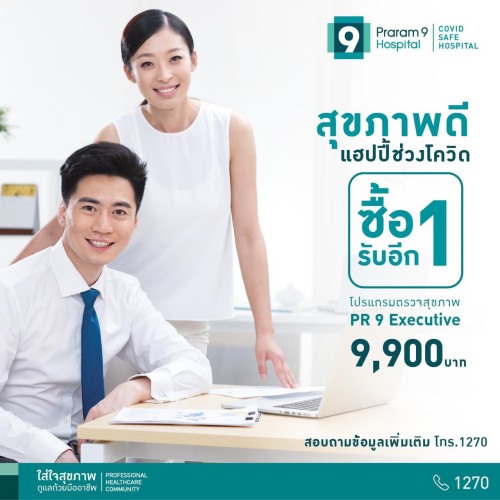 9
Praram 9
Hospital
COVID
SAFE
HOSPITAL
สุขภาพดี
แฮปปี้ช่วงโควิด
ซื้อ 1
รับอีก
โปรแกรมตรวจสุขภาพ
PR 9 Executive
9,900บาท
สอบถามข้อมูลเพิ่มเติม โทร.1270
ใส่ใจสุขภาพ
ดูแลด้วยมืออาชีพ
PROFESSIONAL
HEALTHCARE
COMMUNITY
1270